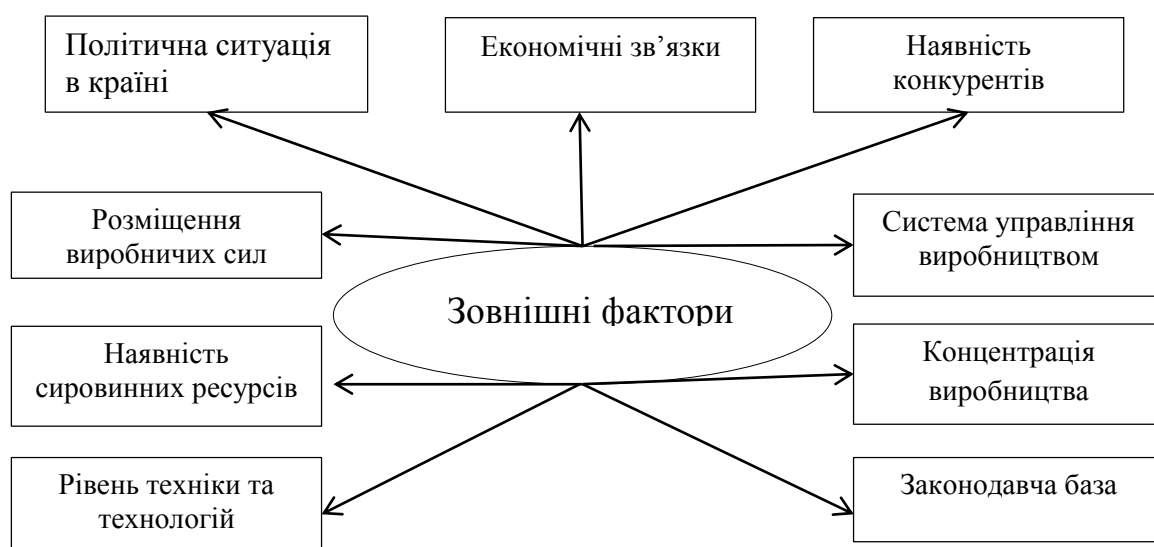 Політична ситуація
в країні
Економічні зв’язки
Наявність
конкурентів
Розміщення
виробничих сил
Система управління
виробництвом
Зовнішні фактори
Наявність
сировинних ресурсів
Концентрація
виробництва
Рівень техніки та
технологій
Законодавча база